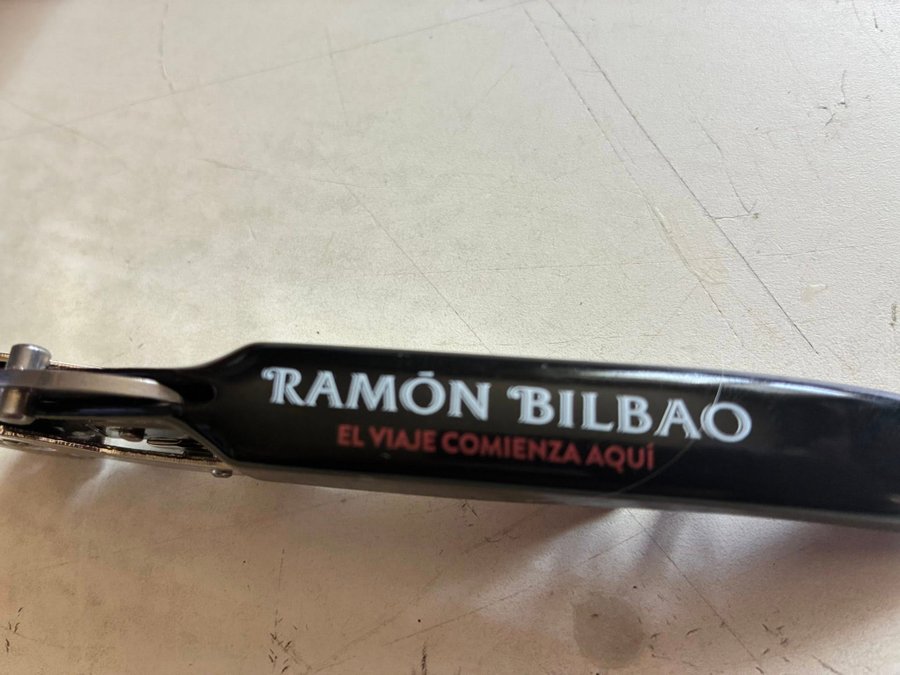 RAMÓN BILBAO
EL VIAJE COMIENZA AQUÍ